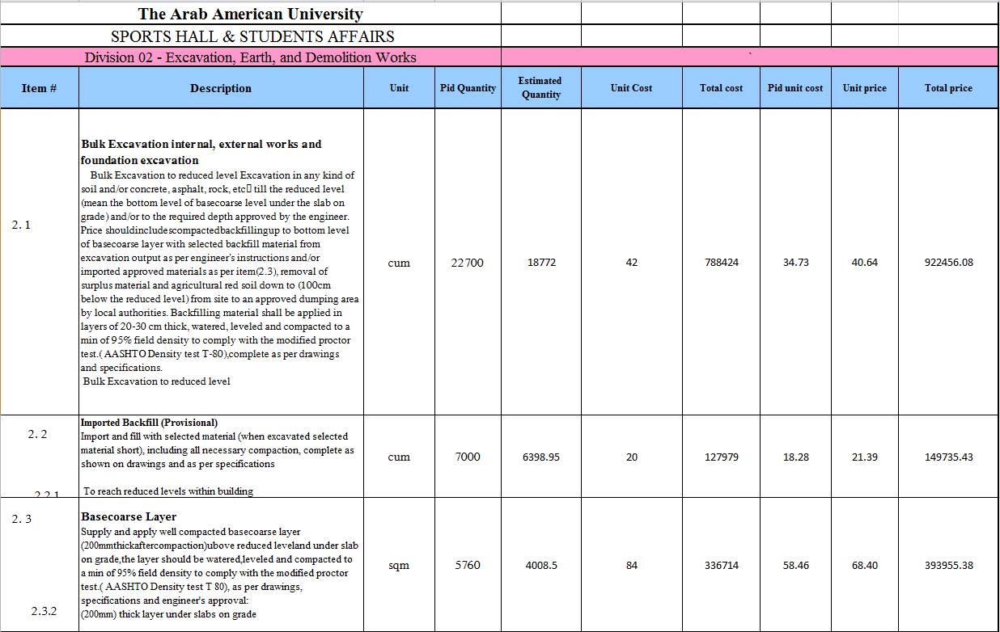 The Arab American University
SPORTS HALL & STUDENTS AFFAIRS
Division 02 - Excavation, Earth, and Demolition Works `
Item # Description Unit Pid Quantity Estimated Quantity Unit Cost Total cost Pid unit cost Unit price Total price
Bulk Excavation internal, external works and
foundation excavation
Bulk Excavation to reduced level Excavation in any kind of
soil and/or concrete, asphalt, rock, etc▯ till the reduced level
(mean the bottom level of basecoarse level under the slab on
grade) and/or to the required depth approved by the engineer.
2.1 Price shouldincludescompactedbackfillingup to bottom level
of basecoarse layer with selected backfill material from
excavation output as per engineer's instructions and/or
cum 22700 18772 42 788424 34.73 40.64 922456.08
imported approved materials as per item(2.3), removal of
surplus material and agricultural red soil down to (100cm
below the reduced level) from site to an approved dumping area
by local authorities. Backfilling material shall be applied in
layers of 20-30 cm thick, watered, leveled and compacted to a
min of 95% field density to comply with the modified proctor
test.( AASHTO Density test T-80),complete as per drawings
and specifications.
Bulk Excavation to reduced level
Imported Backfill (Provisional)
2.2 Import and fill with selected material (when excavated selected
material short), including all necessary compaction, complete as
shown on drawings and as per specifications
cum 7000 6398.95 20 127979 18.28 21.39 149735.43
2.2.1 To reach reduced levels within building
2.3 Basecoarse Layer
Supply and apply well compacted basecoarse layer
(200mmthickaftercompaction)ubove reduced leveland under slab
on grade,the layer should be watered,leveled and compacted to
sqm 5760 4008.5 84 336714 58.46 68.40 393955.38
a min of 95% field density to comply with the modified proctor
test.( AASHTO Density test T 80), as per drawings,
specifications and engineer's approval:
2.3.2 (200mm) thick layer under slabs on grade